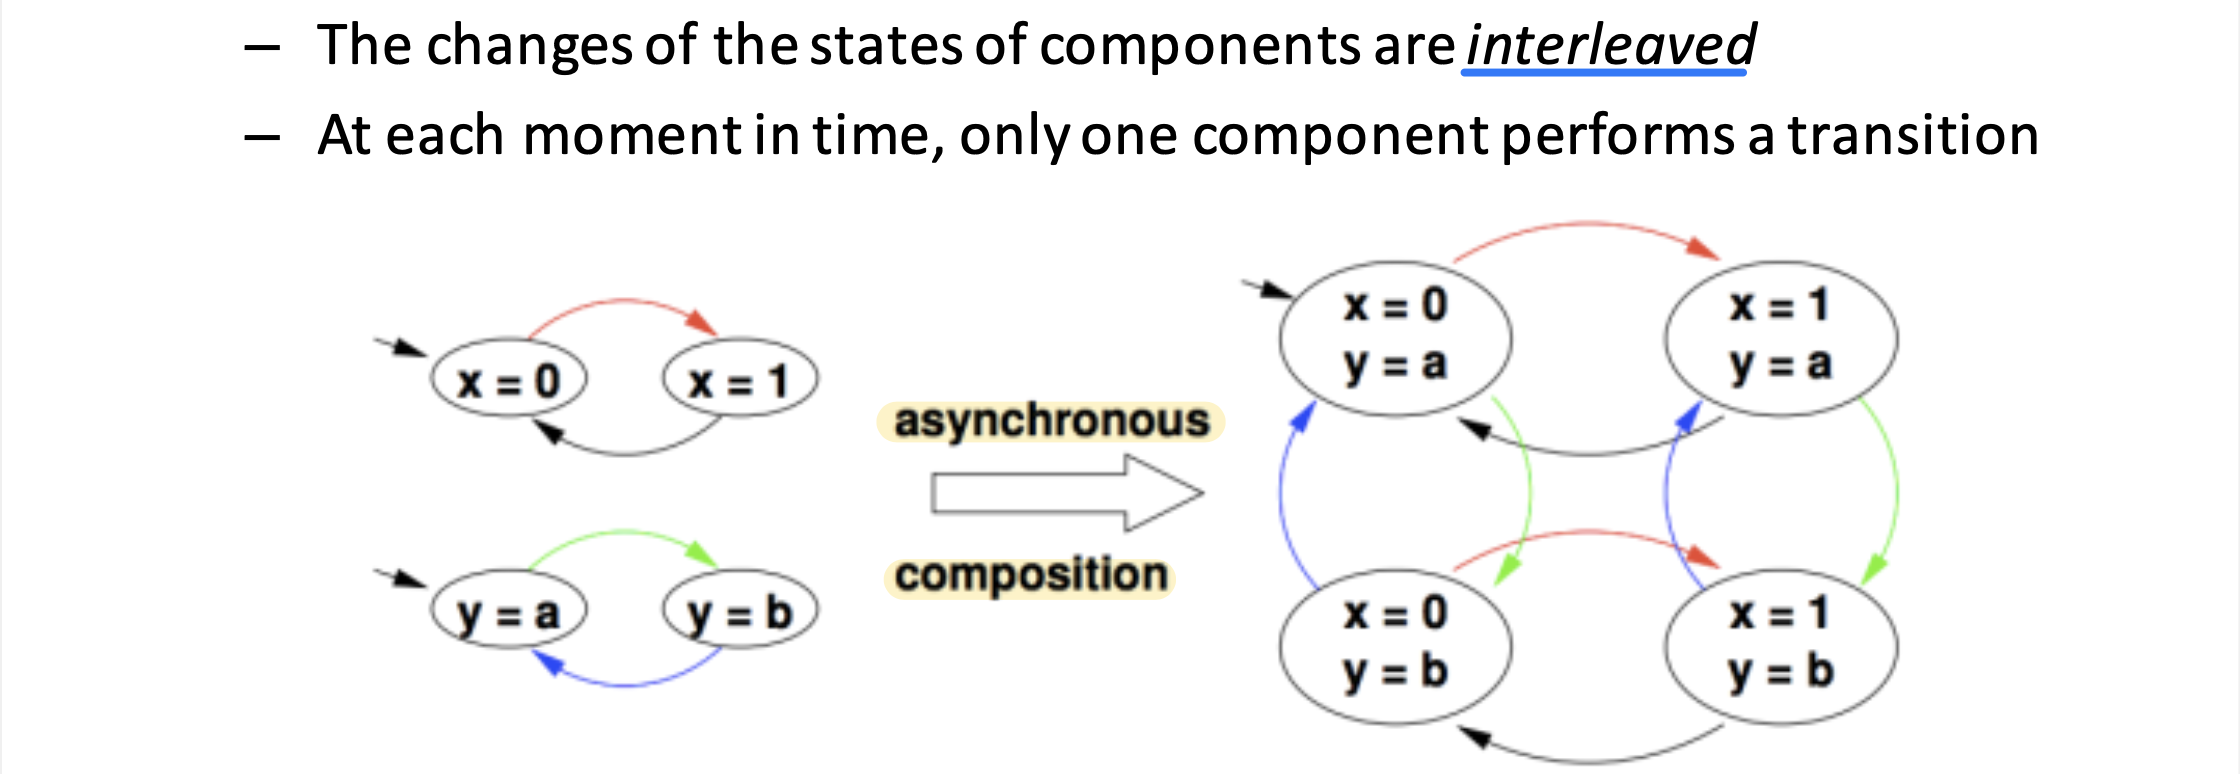 – The changes of the states of components are interleaved
– At each moment in time, only one component performs a transition
x = 0
x = 1
y = a
y = b
asynchronous
composition
x = 0
y = a
x = 1
y = a
x = 0
y = b
x = 1
y = b